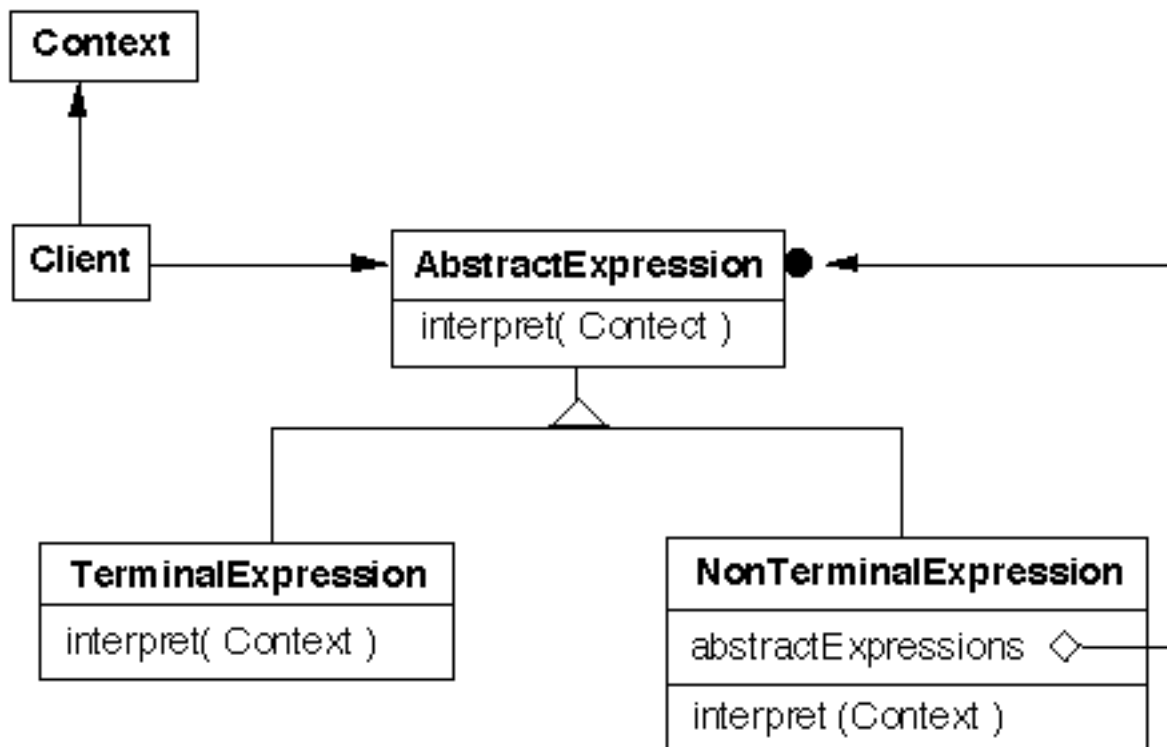 Context
Client
AbstractExpression
interpret( Contect )
TerminalExpression
interpret( Context )
NonTerminalExpression
abstractExpressions
interpret (Context )